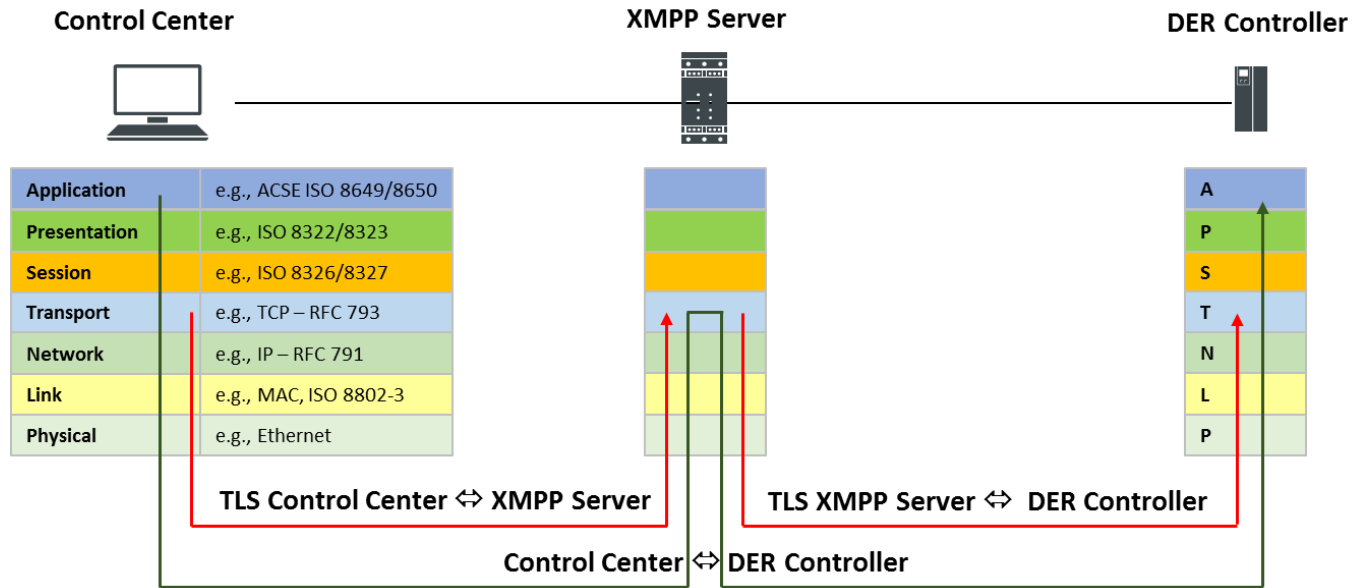 Control Center
XMPP Server
DER Controller
Application e.g., ACSE ISO 8649/8650
Presentation e.g., ISO 8322/8323
Session e.g., ISO 8326/8327
Transport e.g., TCP – RFC 793
Network e.g., IP – RFC 791
Link e.g., MAC, ISO 8802-3
Physical e.g., Ethernet
A
P
S
T
N
L
P
TLS Control Center ⇔ XMPP Server
TLS XMPP Server ⇔ DER Controller
Control Center ⇔ DER Controller